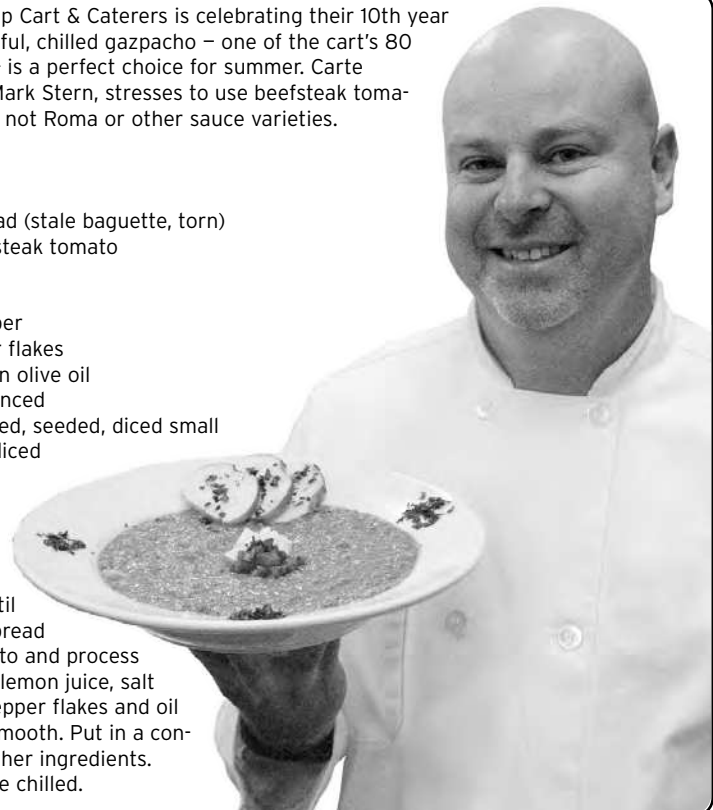 p Cart & Caterers is celebrating their 10th year
ful, chilled gazpacho – one of the cart's 80
is a perfect choice for summer. Carte
Mark Stern, stresses to use beefsteak toma-
not Roma or other sauce varieties.
ad (stale baguette, torn)
steak tomato
per
flakes
n olive oil
nced
ed, seeded, diced small
diced
til
bread
to and process
lemon juice, salt
epper flakes and oil
mooth. Put in a con-
her ingredients.
e chilled.